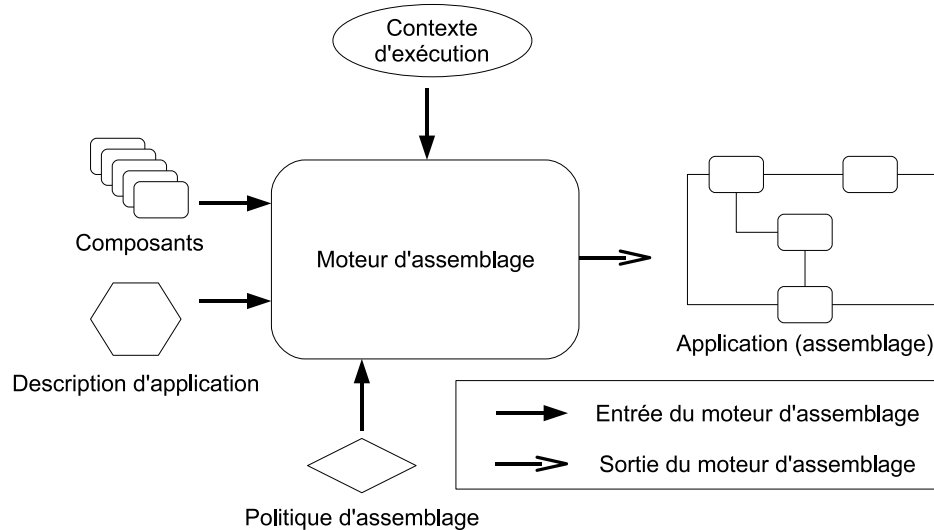 Contexte
d'exécution
Composants
Moteur d'assemblage
Application (assemblage)
Description d'application
Entrée du moteur d'assemblage
Sortie du moteur d'assemblage
Politique d'assemblage